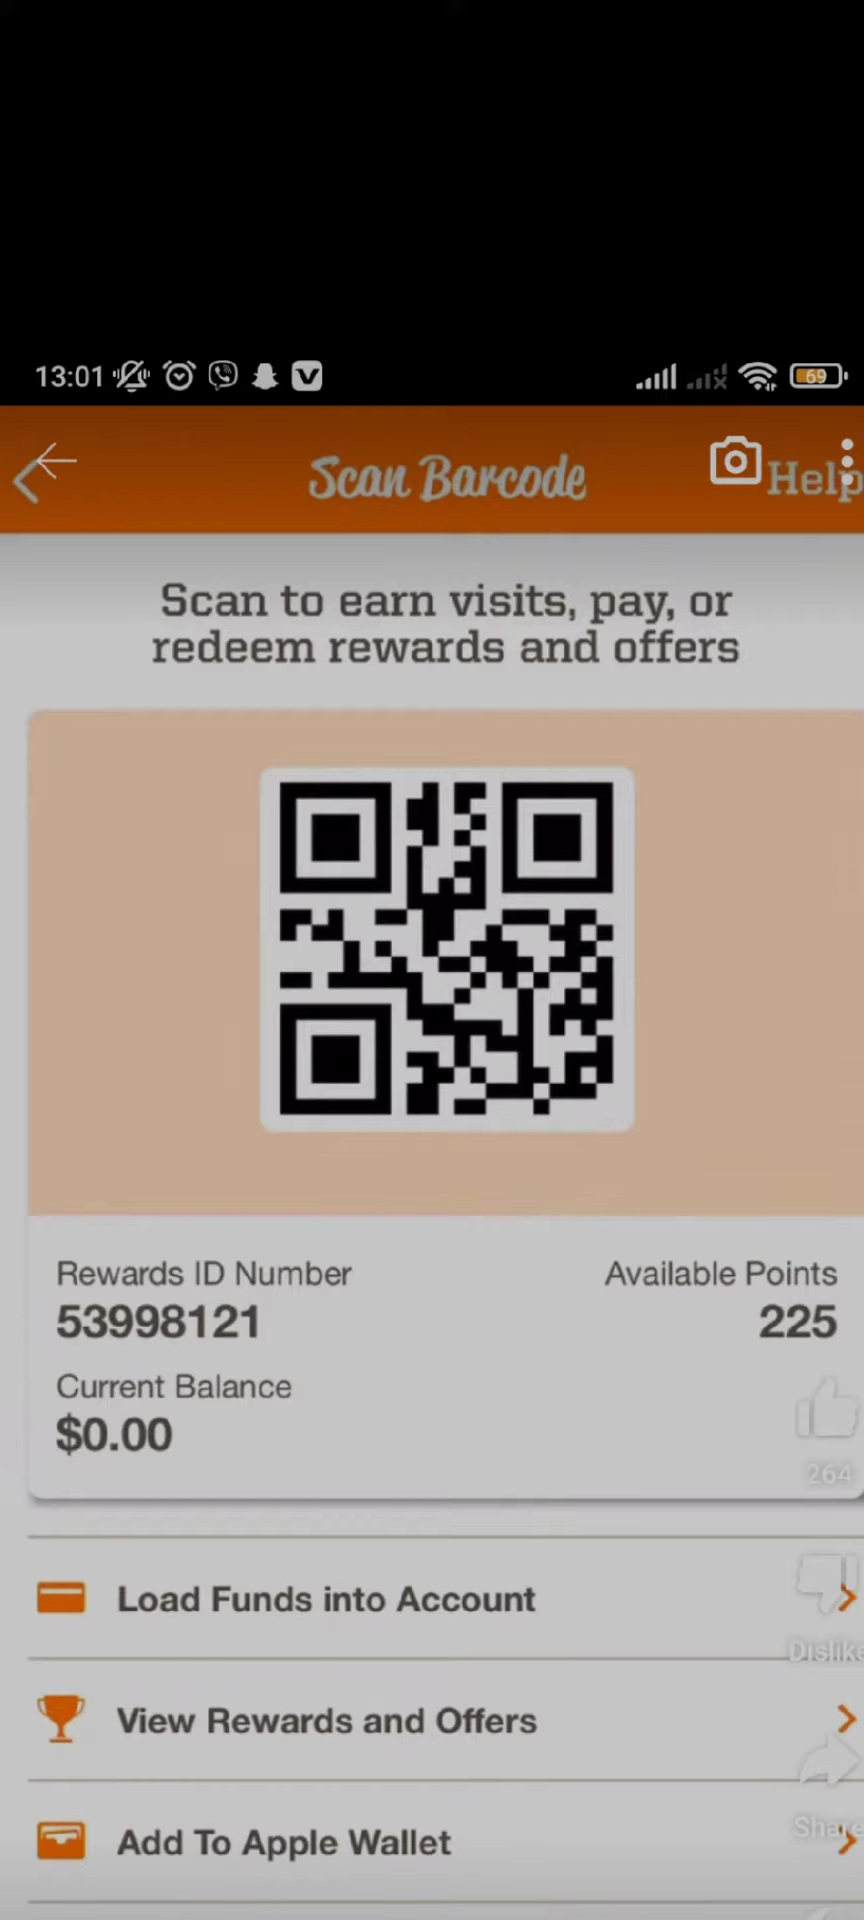 13:01
69
Scan Barcode
Help
Scan to earn visits, pay, or
redeem rewards and offers
Rewards ID Number
Available Points
53998121
225
Current Balance
$0.00
264
Load Funds into Account
Dislike
View Rewards and Offers
Share
Add To Apple Wallet